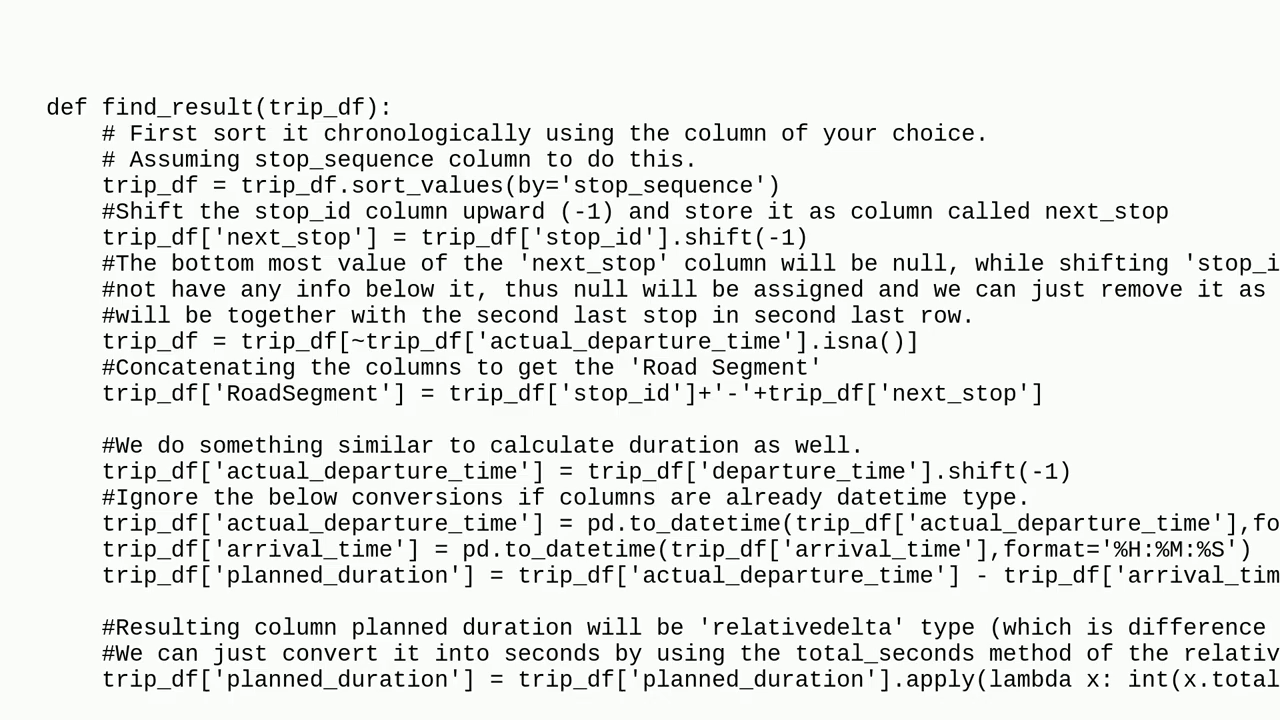 def find_result(trip_df):
    # First sort it chronologically using the column of your choice.
    # Assuming stop_sequence column to do this.
    trip_df = trip_df.sort_values(by='stop_sequence')
    #Shift the stop_id column upward (-1) and store it as column called next_stop
    trip_df['next_stop'] = trip_df['stop_id'].shift(-1)
    #The bottom most value of the 'next_stop' column will be null, while shifting 'stop_i
    #not have any info below it, thus null will be assigned and we can just remove it as
    #will be together with the second last stop in second last row.
    trip_df = trip_df[~trip_df['actual_departure_time'].isna()]
    #Concatenating the columns to get the 'Road Segment'
    trip_df['RoadSegment'] = trip_df['stop_id']+'-'+trip_df['next_stop']

    #We do something similar to calculate duration as well.
    trip_df['actual_departure_time'] = trip_df['departure_time'].shift(-1)
    #Ignore the below conversions if columns are already datetime type.
    trip_df['actual_departure_time'] = pd.to_datetime(trip_df['actual_departure_time'],fo
    trip_df['arrival_time'] = pd.to_datetime(trip_df['arrival_time'],format='%H:%M:%S')
    trip_df['planned_duration'] = trip_df['actual_departure_time'] - trip_df['arrival_tim

    #Resulting column planned duration will be 'relativedelta' type (which is difference
    #We can just convert it into seconds by using the total_seconds method of the relativ
    trip_df['planned_duration'] = trip_df['planned_duration'].apply(lambda x: int(x.total